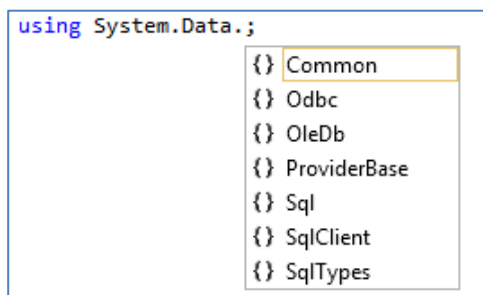 using System.Data.;
{} Common
{} Odbc
{} OleDb
{} ProviderBase
{} Sql
{} SqlClient
{} SqlTypes